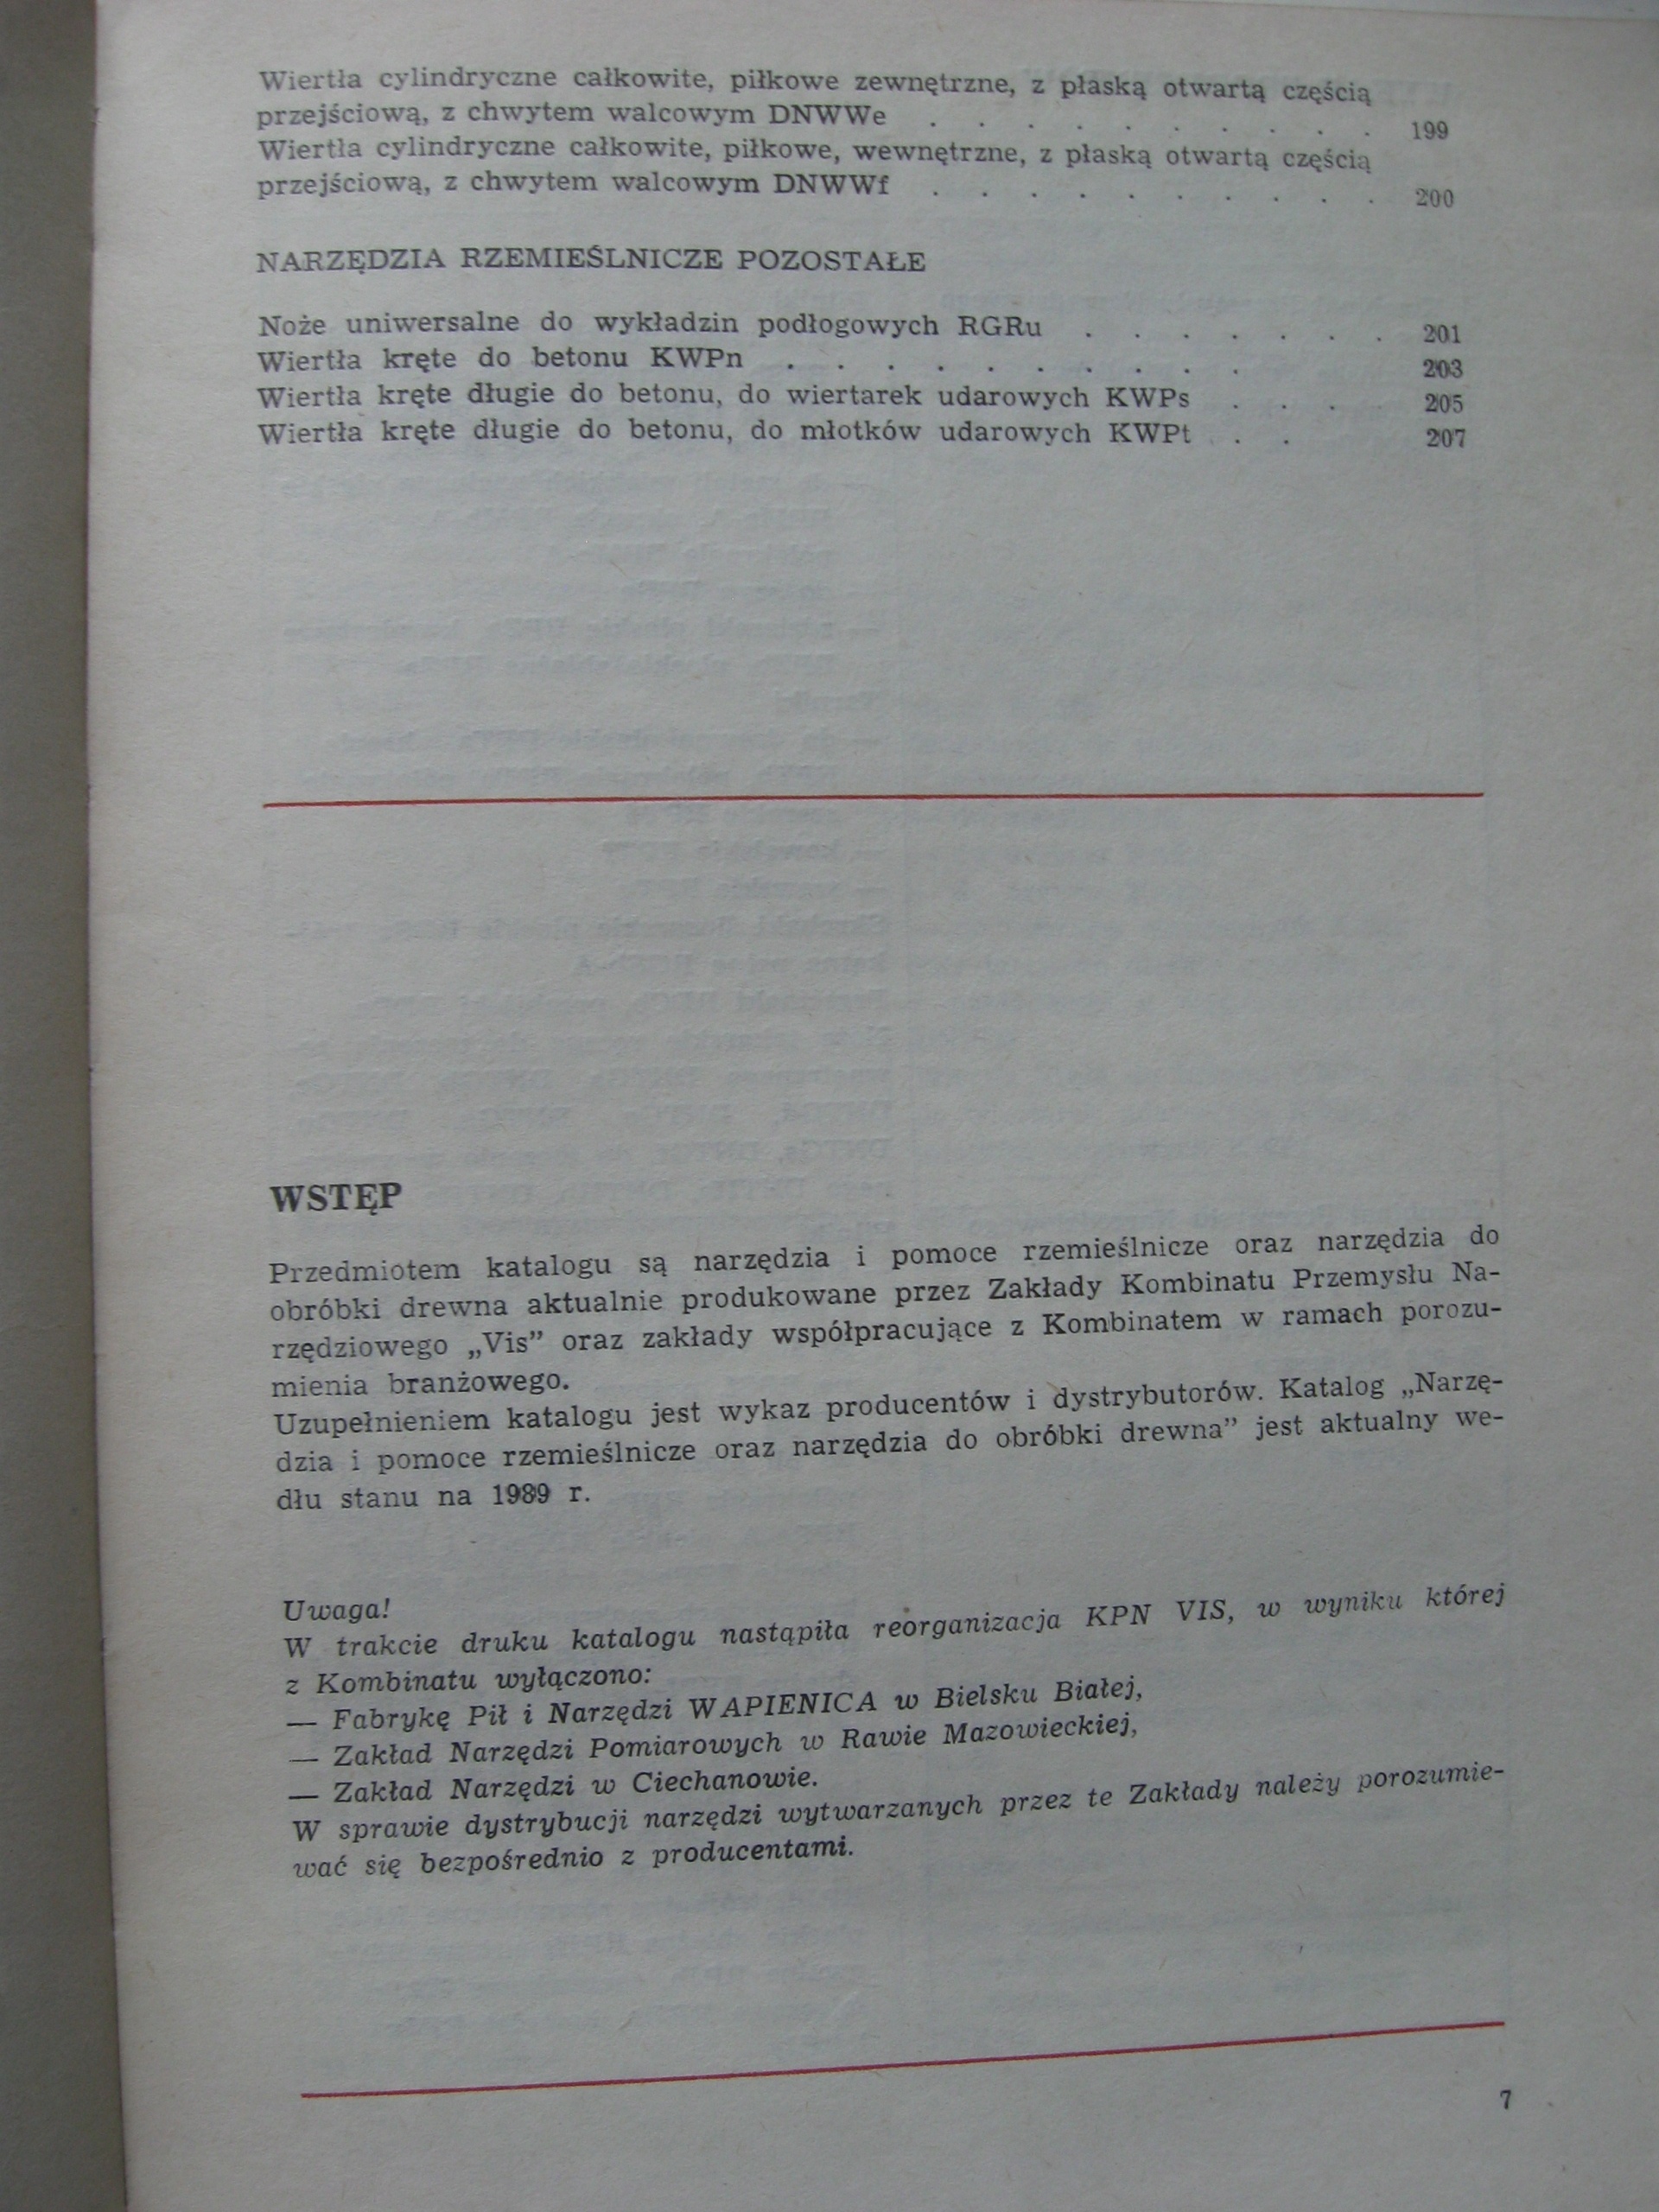 Wiertła cylindryczne całkowite, piłkowe zewnętrzne, z płaską otwartą częścią
przejściową, z chwytem walcowym DNWWe . . . . . . . . . . 199
Wiertła cylindryczne całkowite, piłkowe, wewnętrzne, z płaską otwartą częścią
przejściową, z chwytem walcowym DNWWf . . . . . . . . . . 200
NARZĘDZIA RZEMIEŚLNICZE POZOSTAŁE
Noże uniwersalne do wykładzin podłogowych RGRu . . . . . . . 201
Wiertła kręte do betonu KWPn . . . . . . . . . . 203
Wiertła kręte długie do betonu, do wiertarek udarowych KWPs . . . 205
Wiertła kręte długie do betonu, do młotków udarowych KWPt . . 207
WSTĘP
Przedmiotem katalogu są narzędzia i pomoce rzemieślnicze oraz narzędzia do
obróbki drewna aktualnie produkowane przez Zakłady Kombinatu Przemysłu Na-
rzędziowego „Vis” oraz zakłady współpracujące z Kombinatem w ramach porozu-
mienia branżowego.
Uzupełnieniem katalogu jest wykaz producentów i dystrybutorów. Katalog „Narzę-
dzia i pomoce rzemieślnicze oraz narzędzia do obróbki drewna” jest aktualny we-
dłu stanu na 1989 r.
Uwaga!
W trakcie druku katalogu nastąpiła reorganizacja KPN VIS, w wyniku której
z Kombinatu wyłączono:
— Fabrykę Pił i Narzędzi WAPIENICA w Bielsku Białej,
— Zakład Narzędzi Pomiarowych w Rawie Mazowieckiej,
— Zakład Narzędzi w Ciechanowie.
W sprawie dystrybucji narzędzi wytwarzanych przez te Zakłady należy porozumie-
wać się bezpośrednio z producentami.
7